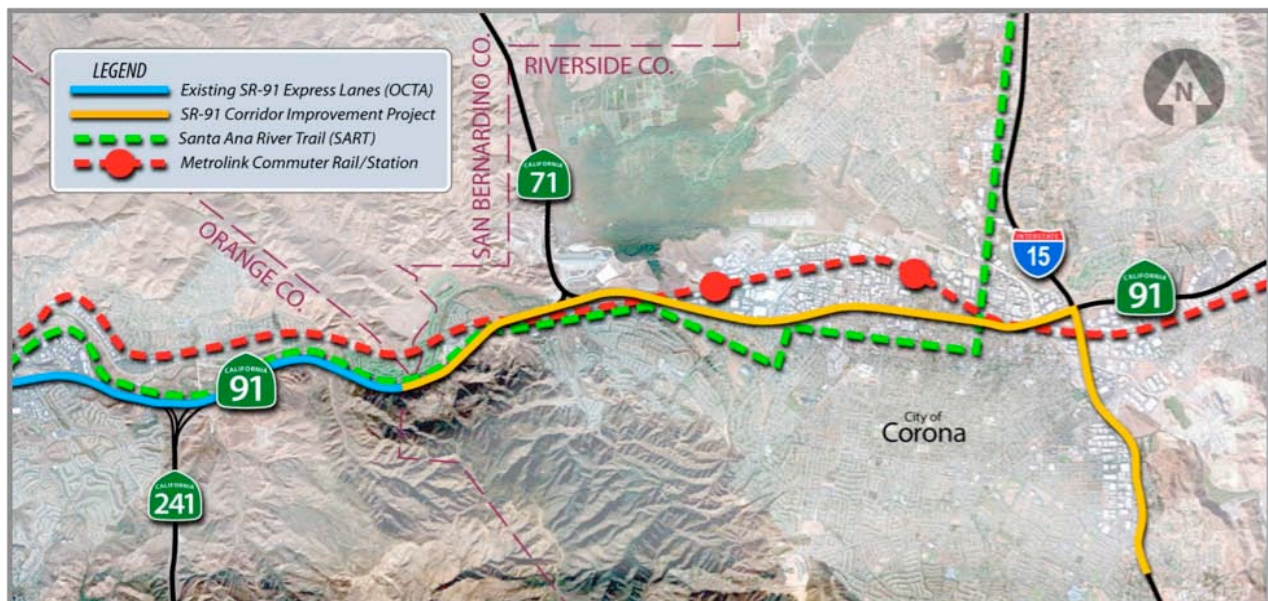 LEGEND
Existing SR-91 Express Lanes (OCTA)
SR-91 Corridor Improvement Project
Santa Ana River Trail (SART)
Metrolink Commuter Rail/Station
ORANGE CO.
SAN BERNARDINO CO.
RIVERSIDE CO.
N
CALIFORNIA
71
INTERSTATE
15
CALIFORNIA
91
CALIFORNIA
91
City of
Corona
CALIFORNIA
241